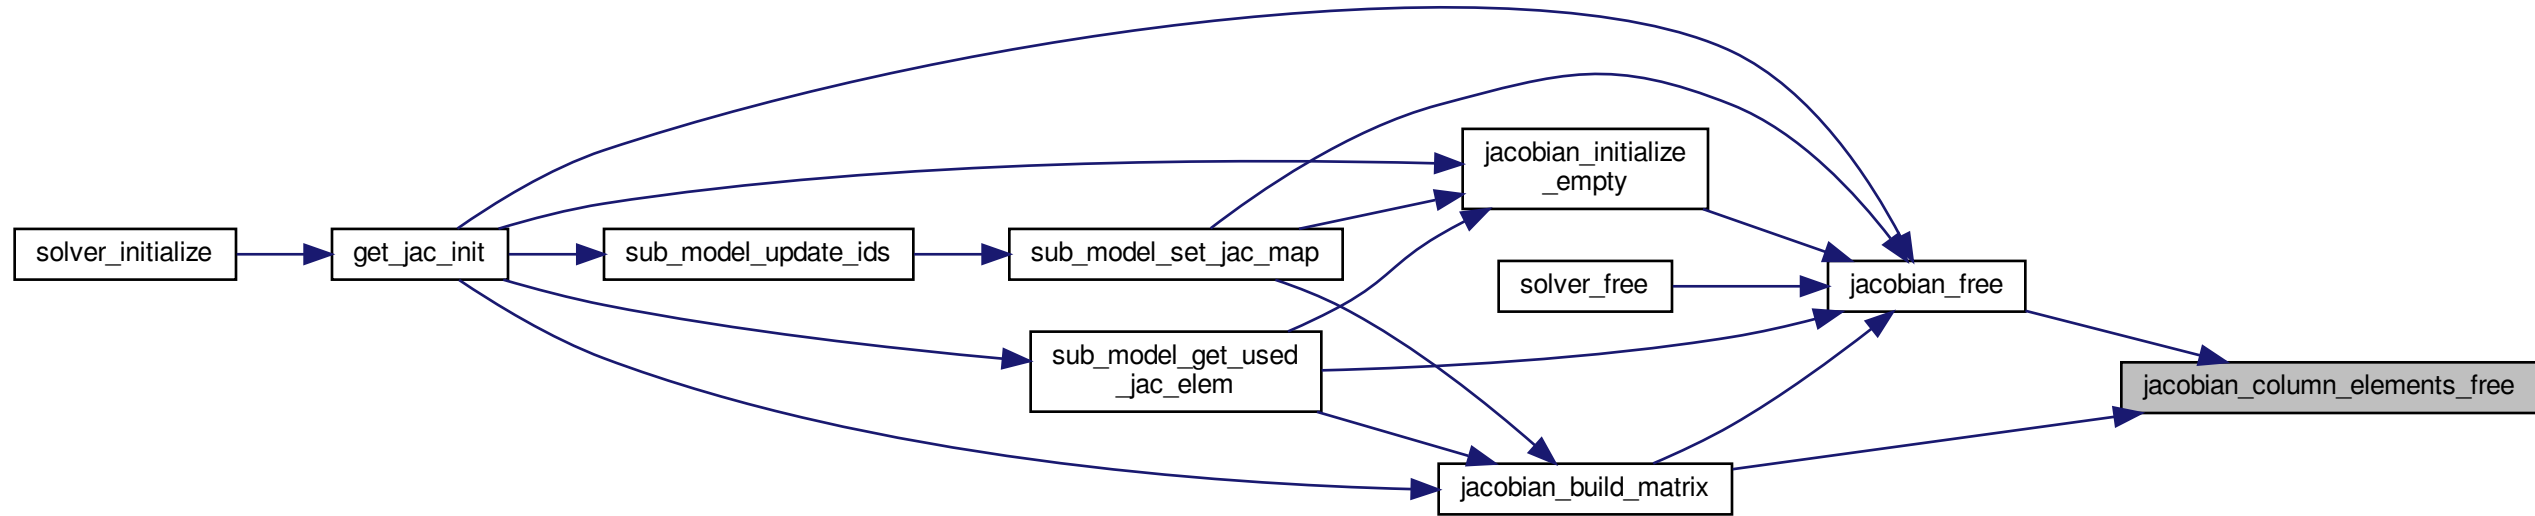 jacobian_initialize
_empty
solver_initialize
get_jac_init
sub_model_update_ids
sub_model_set_jac_map
solver_free
jacobian_free
sub_model_get_used
_jac_elem
jacobian_column_elements_free
jacobian_build_matrix